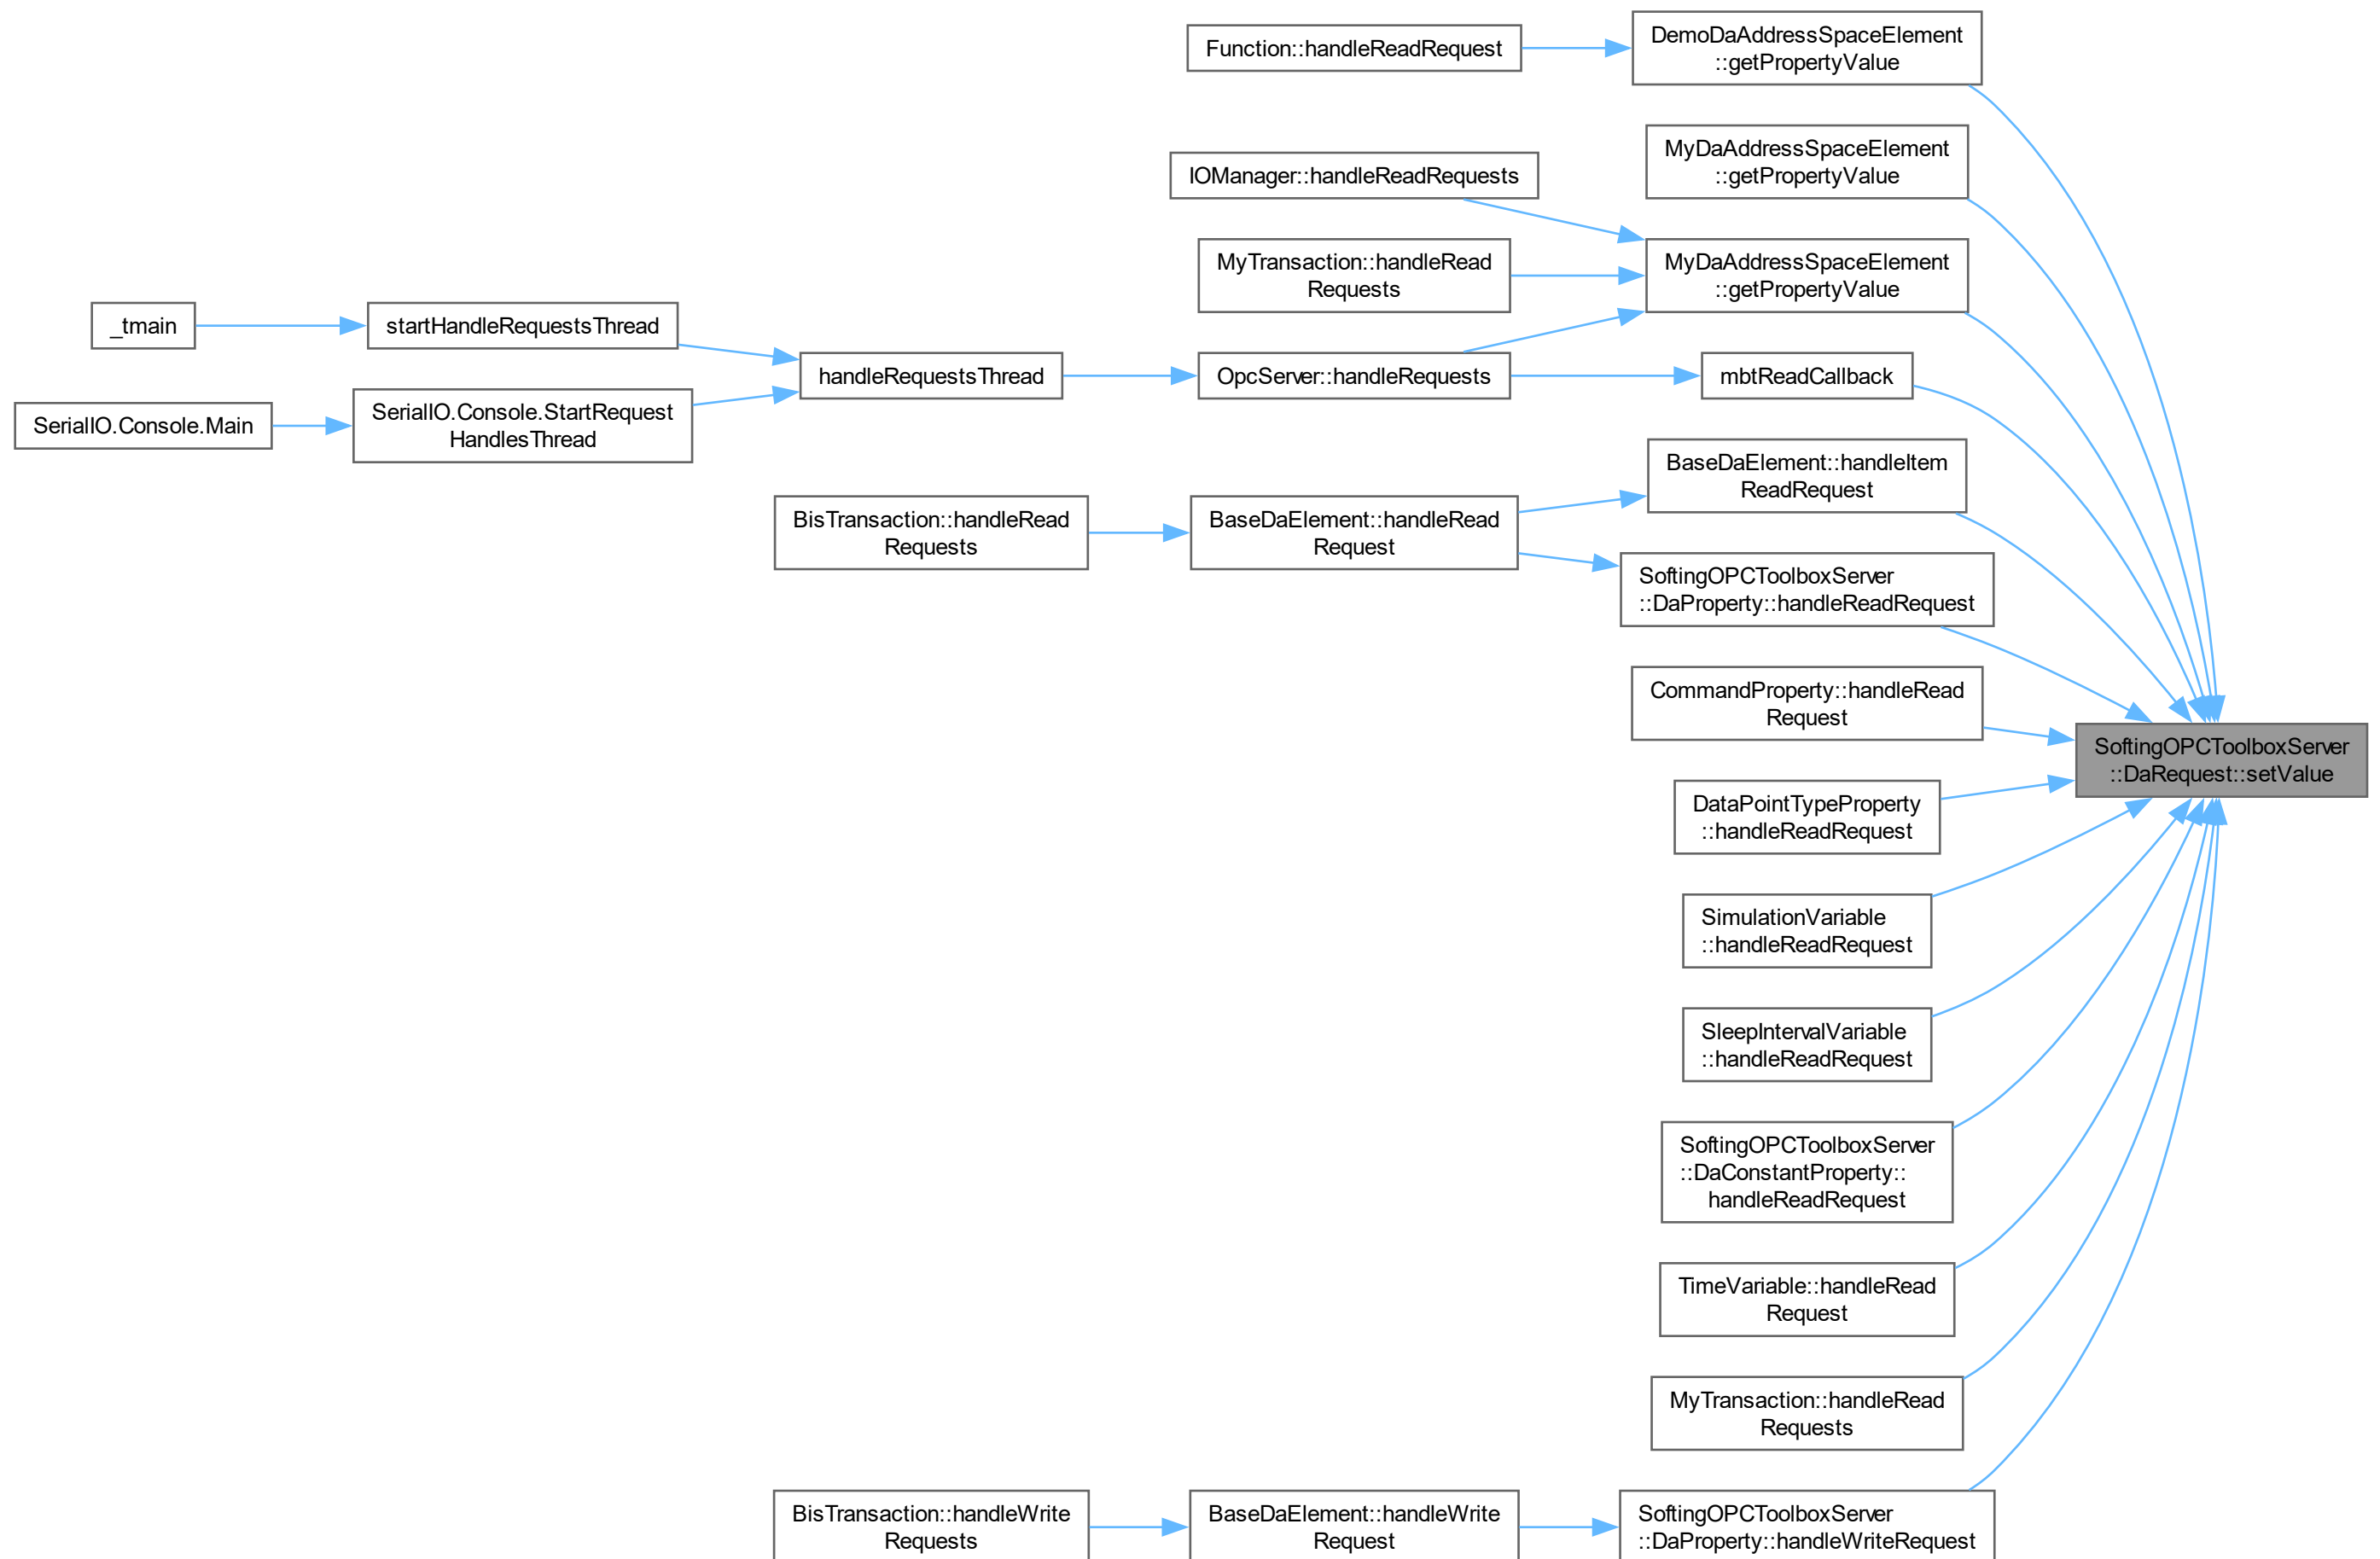 Function::handleReadRequest
DemoDaAddressSpaceElement
::getPropertyValue
MyDaAddressSpaceElement
::getPropertyValue
IOManager::handleReadRequests
MyTransaction::handleRead
Requests
MyDaAddressSpaceElement
::getPropertyValue
_tmain
startHandleRequestsThread
handleRequestsThread
OpcServer::handleRequests
mbtReadCallback
SerialIO.Console.Main
SerialIO.Console.StartRequest
HandlesThread
BaseDaElement::handleItem
ReadRequest
BisTransaction::handleRead
Requests
BaseDaElement::handleRead
Request
SoftingOPCToolboxServer
::DaProperty::handleReadRequest
CommandProperty::handleRead
Request
SoftingOPCToolboxServer
::DaRequest::setValue
DataPointTypeProperty
::handleReadRequest
SimulationVariable
::handleReadRequest
SleepIntervalVariable
::handleReadRequest
SoftingOPCToolboxServer
::DaConstantProperty::
handleReadRequest
TimeVariable::handleRead
Request
MyTransaction::handleRead
Requests
BisTransaction::handleWrite
Requests
BaseDaElement::handleWrite
Request
SoftingOPCToolboxServer
::DaProperty::handleWriteRequest